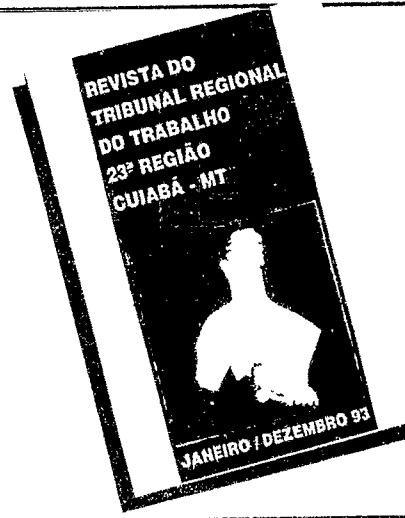 REVISTA DO
TRIBUNAL REGIONAL
DO TRABALHO
23ª REGIÃO
CUIABÁ - MT
JANEIRO / DEZEMBRO 93